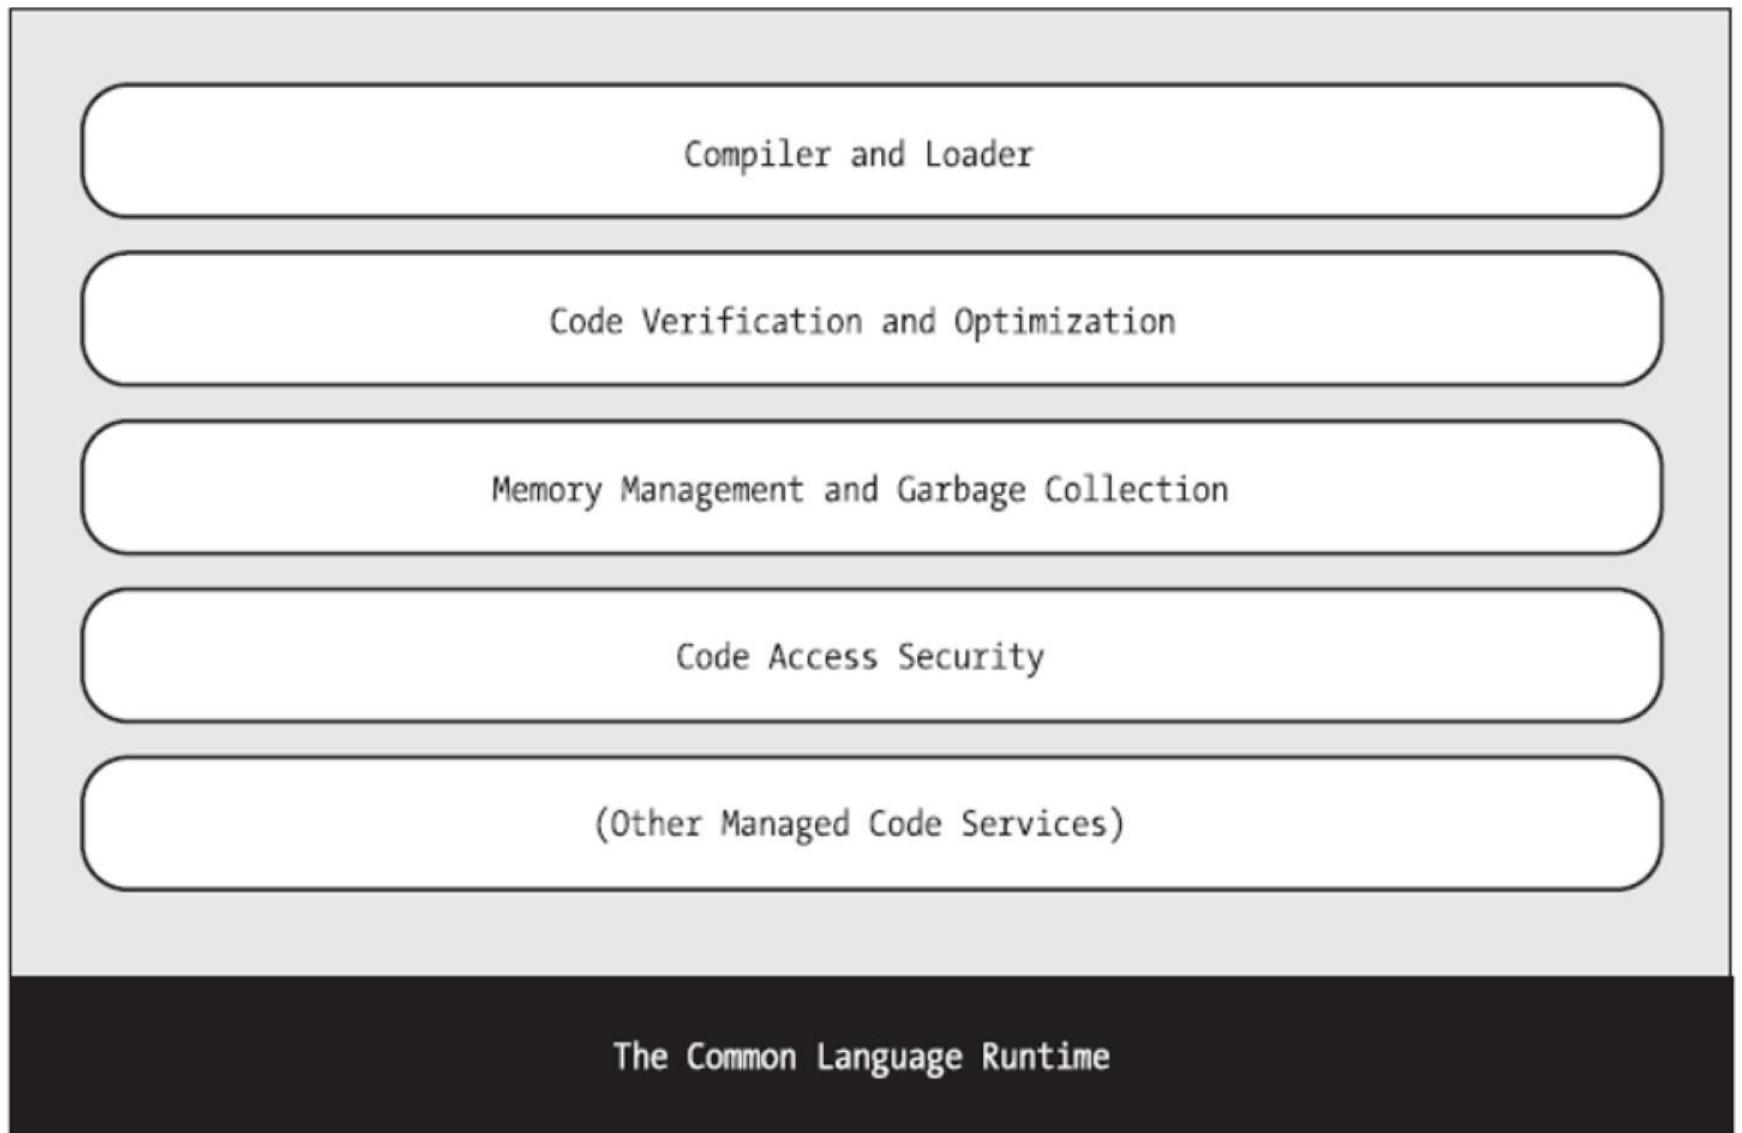 Compiler and Loader
Code Verification and Optimization
Memory Management and Garbage Collection
Code Access Security
(Other Managed Code Services)
The Common Language Runtime